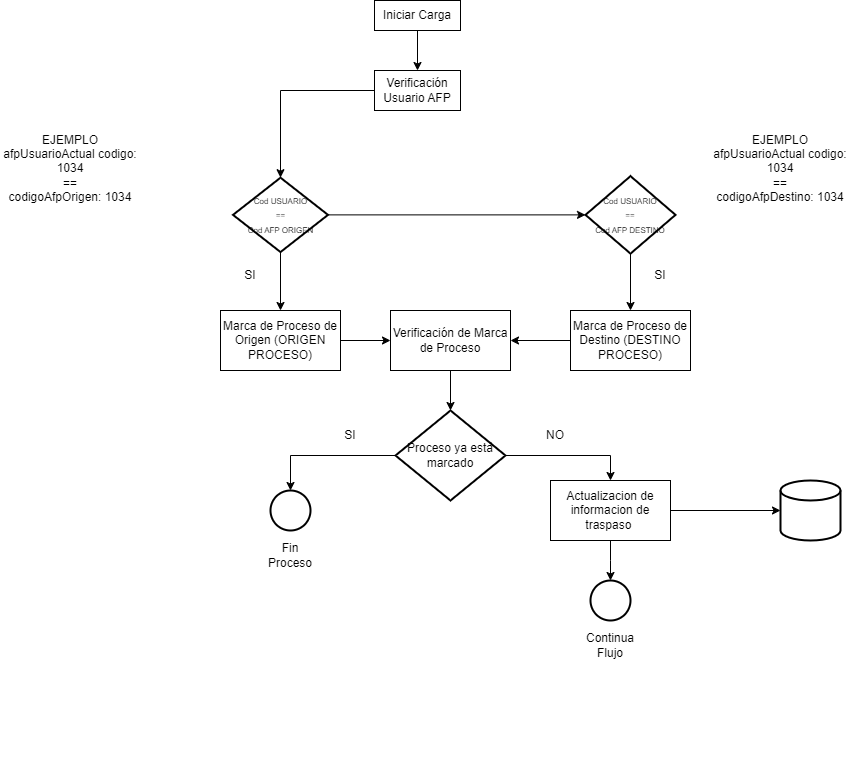 Iniciar Carga
Verificación
Usuario AFP
EJEMPLO
afpUsuarioActual codigo:
1034
==
codigoAfpOrigen: 1034
EJEMPLO
afpUsuarioActual codigo:
1034
==
codigoAfpDestino: 1034
Cod USUARIO
==
Cod AFP ORIGEN
Cod USUARIO
==
Cod AFP DESTINO
SI
SI
Marca de Proceso de
Origen (ORIGEN
PROCESO)
Verificación de Marca
de Proceso
Marca de Proceso de
Destino (DESTINO
PROCESO)
SI
NO
Proceso ya esta
marcado
Actualizacion de
informacion de
traspaso
Fin
Proceso
Continua
Flujo